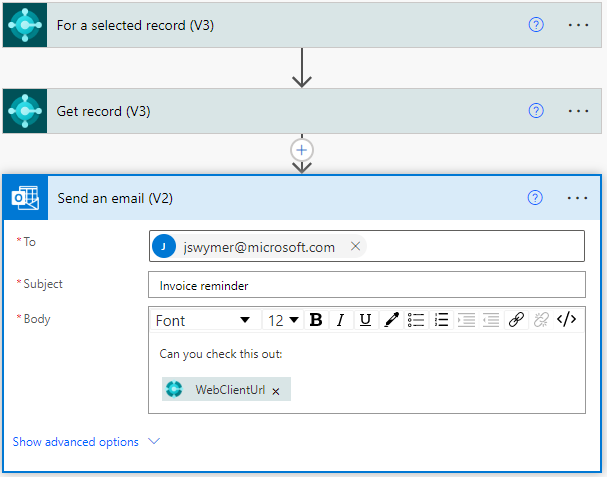 For a selected record (V3)
Get record (V3)
Send an email (V2)
* To
J jswymer@microsoft.com
* Subject
Invoice reminder
* Body
Font 12 B I U </>
Can you check this out:
WebClientUrl
Show advanced options